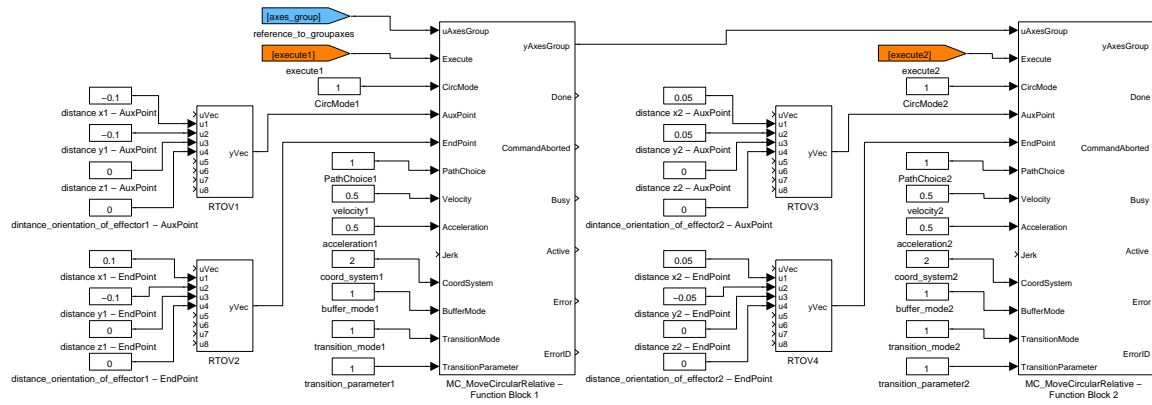 [axes_group]
reference_to_groupaxes
[execute1]
execute1
1
CircMode1
−0.1
distance x1 − AuxPoint
−0.1
distance y1 − AuxPoint
0
distance z1 − AuxPoint
0
distance_orientation_of_effector1 − AuxPoint
uVec
u1
u2
u3
u4
u5
u6
u7
u8
yVec
RTOV1
0.1
distance x1 − EndPoint
−0.1
distance y1 − EndPoint
0
distance z1 − EndPoint
0
distance_orientation_of_effector1 − EndPoint
uVec
u1
u2
u3
u4
u5
u6
u7
u8
yVec
RTOV2
1
PathChoice1
0.5
velocity1
0.5
acceleration1
2
coord_system1
1
buffer_mode1
1
transition_mode1
1
transition_parameter1
uAxesGroup
Execute
CircMode
AuxPoint
EndPoint
PathChoice
Velocity
Acceleration
Jerk
CoordSystem
BufferMode
TransitionMode
TransitionParameter
yAxesGroup
Done
CommandAborted
Busy
Active
Error
ErrorID
MC_MoveCircularRelative −
Function Block 1
[execute2]
execute2
1
CircMode2
0.05
distance x2 − AuxPoint
0.05
distance y2 − AuxPoint
0
distance z2 − AuxPoint
0
distance_orientation_of_effector2 − AuxPoint
uVec
u1
u2
u3
u4
u5
u6
u7
u8
yVec
RTOV3
0.05
distance x2 − EndPoint
−0.05
distance y2 − EndPoint
0
distance z2 − EndPoint
0
distance_orientation_of_effector2 − EndPoint
uVec
u1
u2
u3
u4
u5
u6
u7
u8
yVec
RTOV4
1
PathChoice2
0.5
velocity2
0.5
acceleration2
2
coord_system2
1
buffer_mode2
1
transition_mode2
1
transition_parameter2
uAxesGroup
Execute
CircMode
AuxPoint
EndPoint
PathChoice
Velocity
Acceleration
Jerk
CoordSystem
BufferMode
TransitionMode
TransitionParameter
yAxesGroup
Done
CommandAborted
Busy
Active
Error
ErrorID
MC_MoveCircularRelative −
Function Block 2